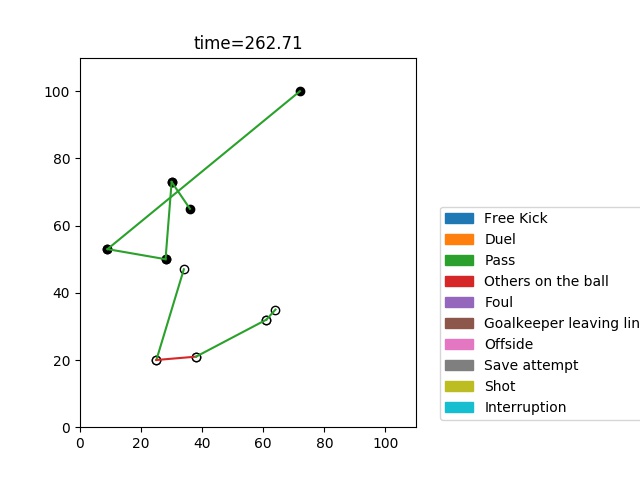 time=262.71
100
80
60
40
20
0
0 20 40 60 80 100
Free Kick
Duel
Pass
Others on the ball
Foul
Goalkeeper leaving lin
Offside
Save attempt
Shot
Interruption